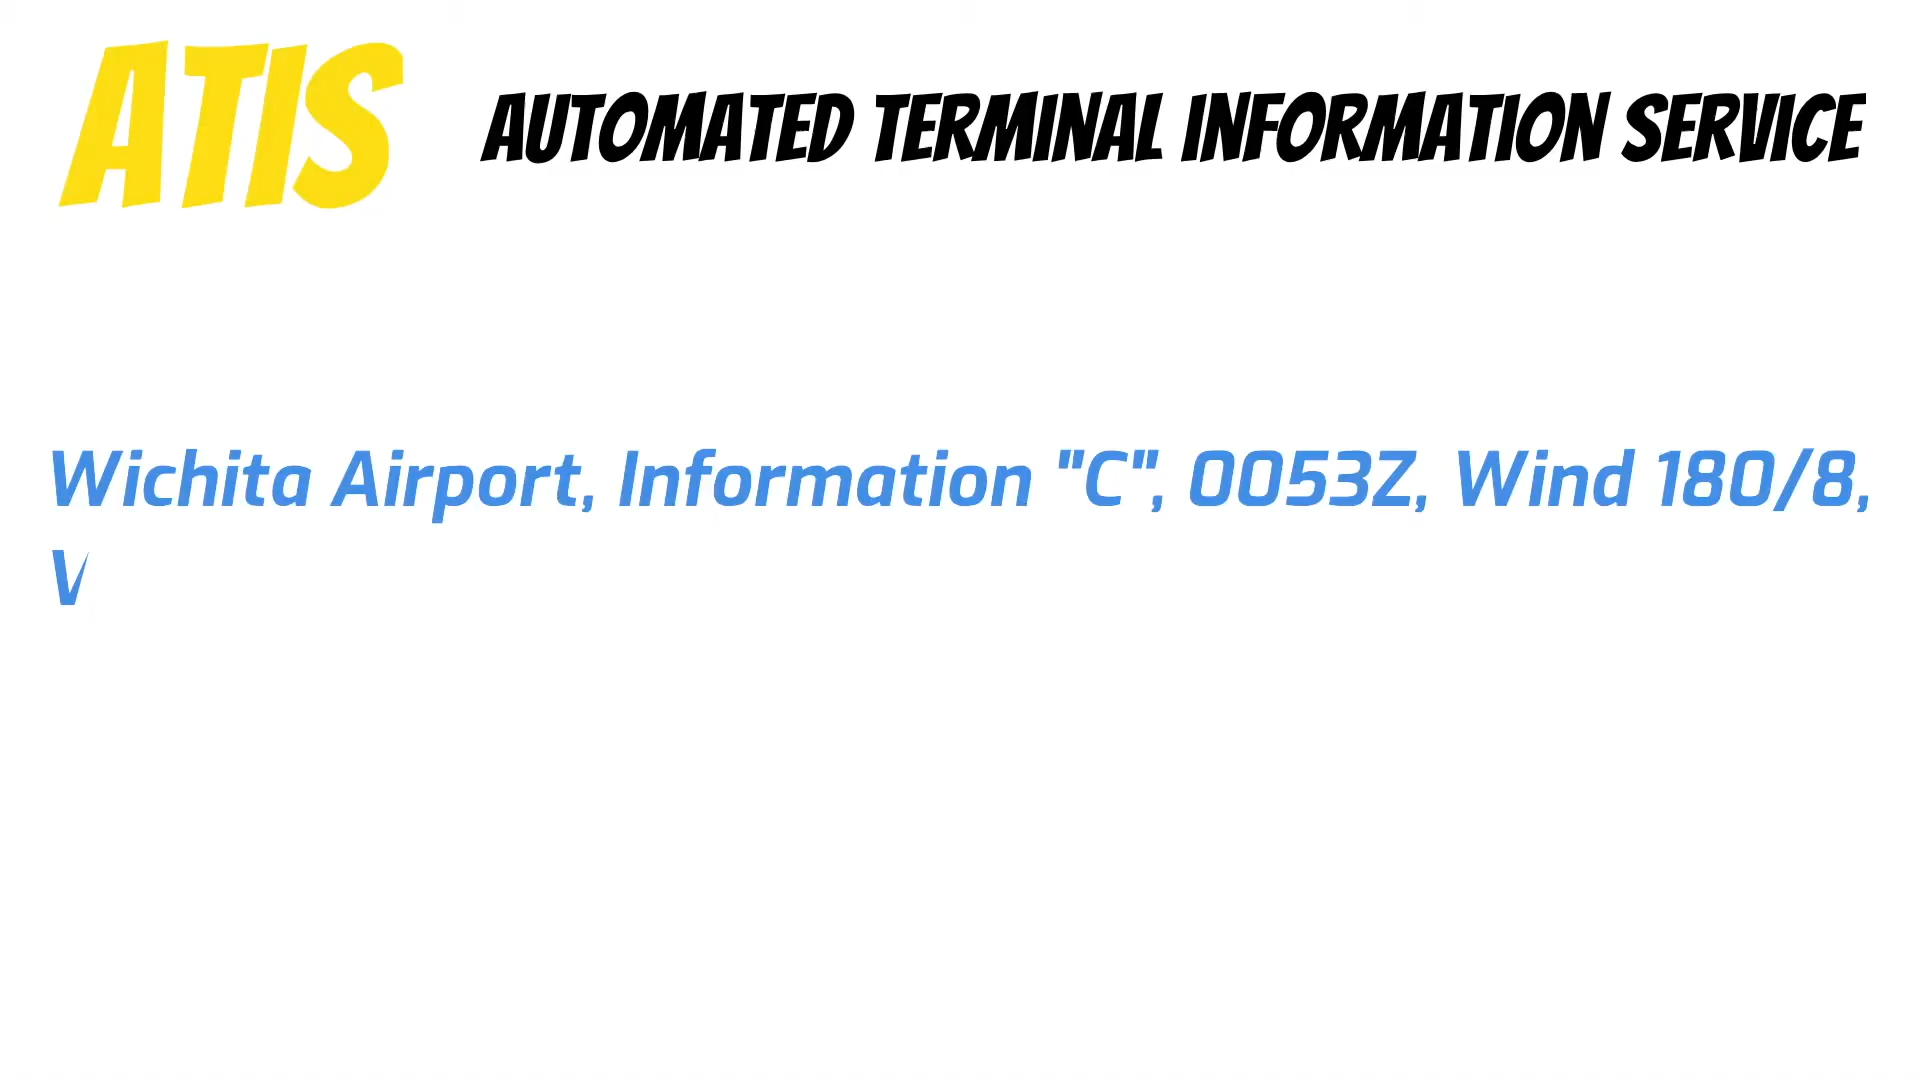 ATIS
AUTOMATED TERMINAL INFORMATION SERVICE
Wichita Airport, Information "C", 0053Z, Wind 180/8,
V